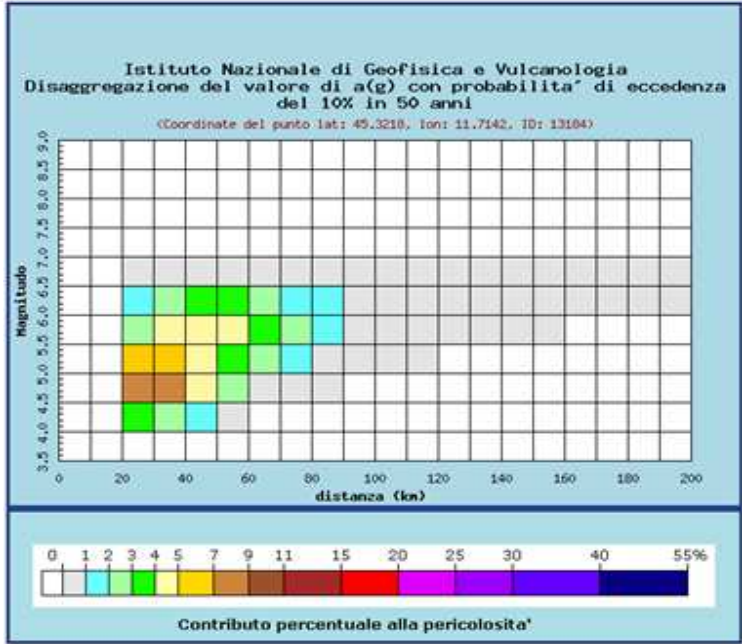 Istituto Nazionale di Geofisica e Vulcanologia
Disaggregazione del valore di a(g) con probabilita' di eccedenza
del 10% in 50 anni
(Coordinate del punto lat: 45.3218, lon: 11.7142, ID: 13184)
Magnitudo
9.0
8.5
8.0
7.5
7.0
6.5
6.0
5.5
5.0
4.5
4.0
3.5
0 20 40 60 80 100 120 140 160 180 200
distanza (km)
0 1 2 3 4 5 7 9 11 15 20 25 30 40 55%
Contributo percentuale alla pericolosita'